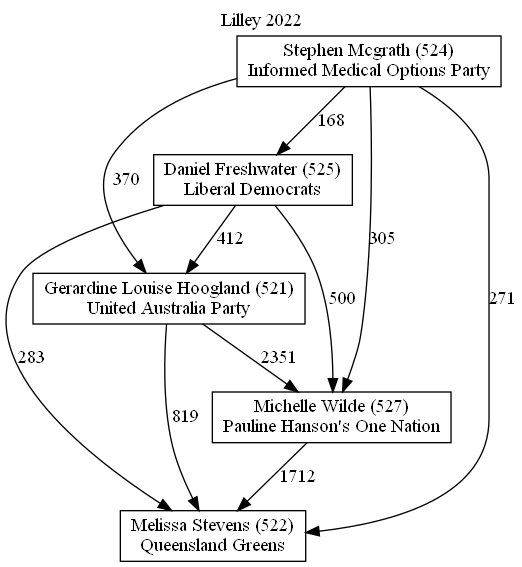 Lilley 2022
Stephen Mcgrath (524)
Informed Medical Options Party
168
Daniel Freshwater (525)
Liberal Democrats
370
412
305
Gerardine Louise Hoogland (521)
United Australia Party
500
271
283
2351
819
Michelle Wilde (527)
Pauline Hanson's One Nation
1712
Melissa Stevens (522)
Queensland Greens